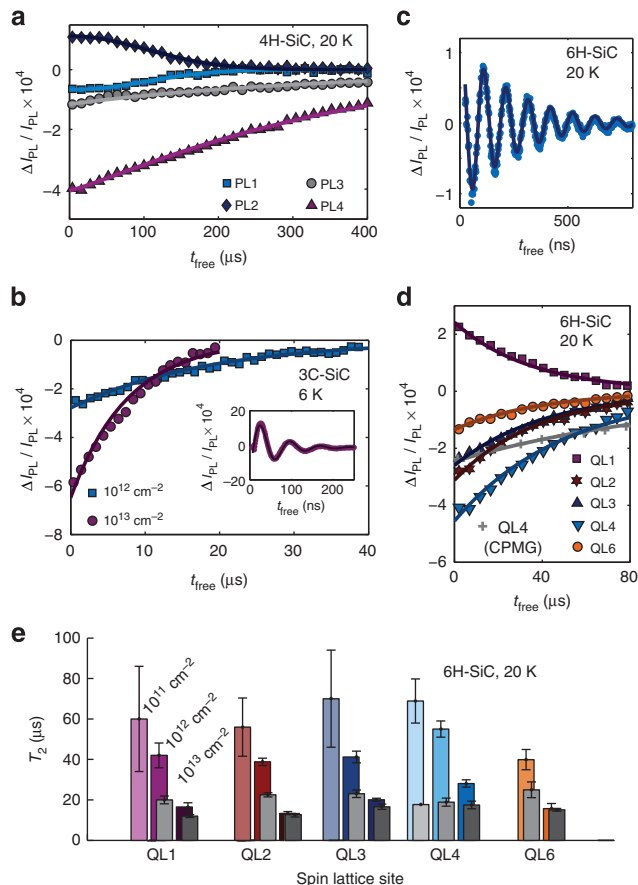 a
4H-SiC, 20 K
ΔI_PL / I_PL × 10^4
0
−2
−4
PL1
PL3
PL2
PL4
0
100
200
300
400
t_free (μs)
c
6H-SiC
20 K
ΔI_PL / I_PL × 10^4
1
0
−1
0
500
t_free (ns)
b
3C-SiC
6 K
ΔI_PL / I_PL × 10^4
0
−2
−4
−6
−8
10^12 cm^−2
10^13 cm^−2
ΔI_PL / I_PL × 10^4
20
0
−20
0
100
200
t_free (ns)
0
10
20
30
40
t_free (μs)
d
6H-SiC
20 K
ΔI_PL / I_PL × 10^4
2
0
−2
−4
−6
QL1
QL2
QL3
QL4
QL6
QL4
(CPMG)
0
40
80
t_free (μs)
e
6H-SiC, 20 K
T_2 (μs)
100
80
60
40
20
0
10^11 cm^−2
10^12 cm^−2
10^13 cm^−2
QL1
QL2
QL3
QL4
QL6
Spin lattice site